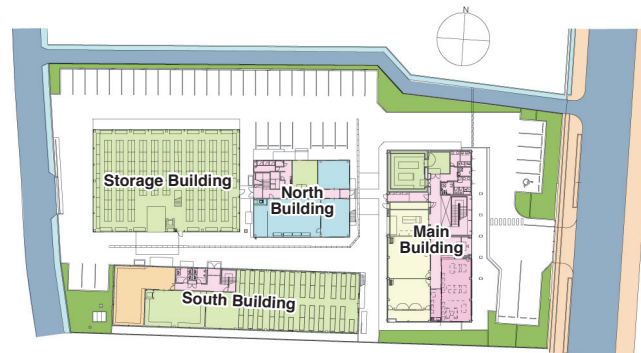 N
Storage Building
North
Building
Main
Building
South Building